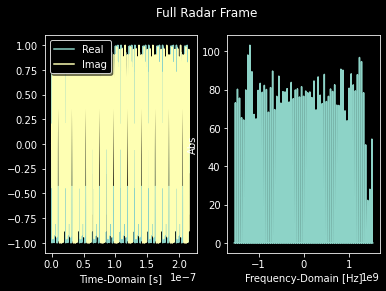 Full Radar Frame
Real
Imag
1.00
0.75
0.50
0.25
0.00
-0.25
-0.50
-0.75
-1.00
0.0 0.5 1.0 1.5 2.0
1e-7
Time-Domain [s]
Abs
100
80
60
40
20
0
-1 0 1
1e9
Frequency-Domain [Hz]